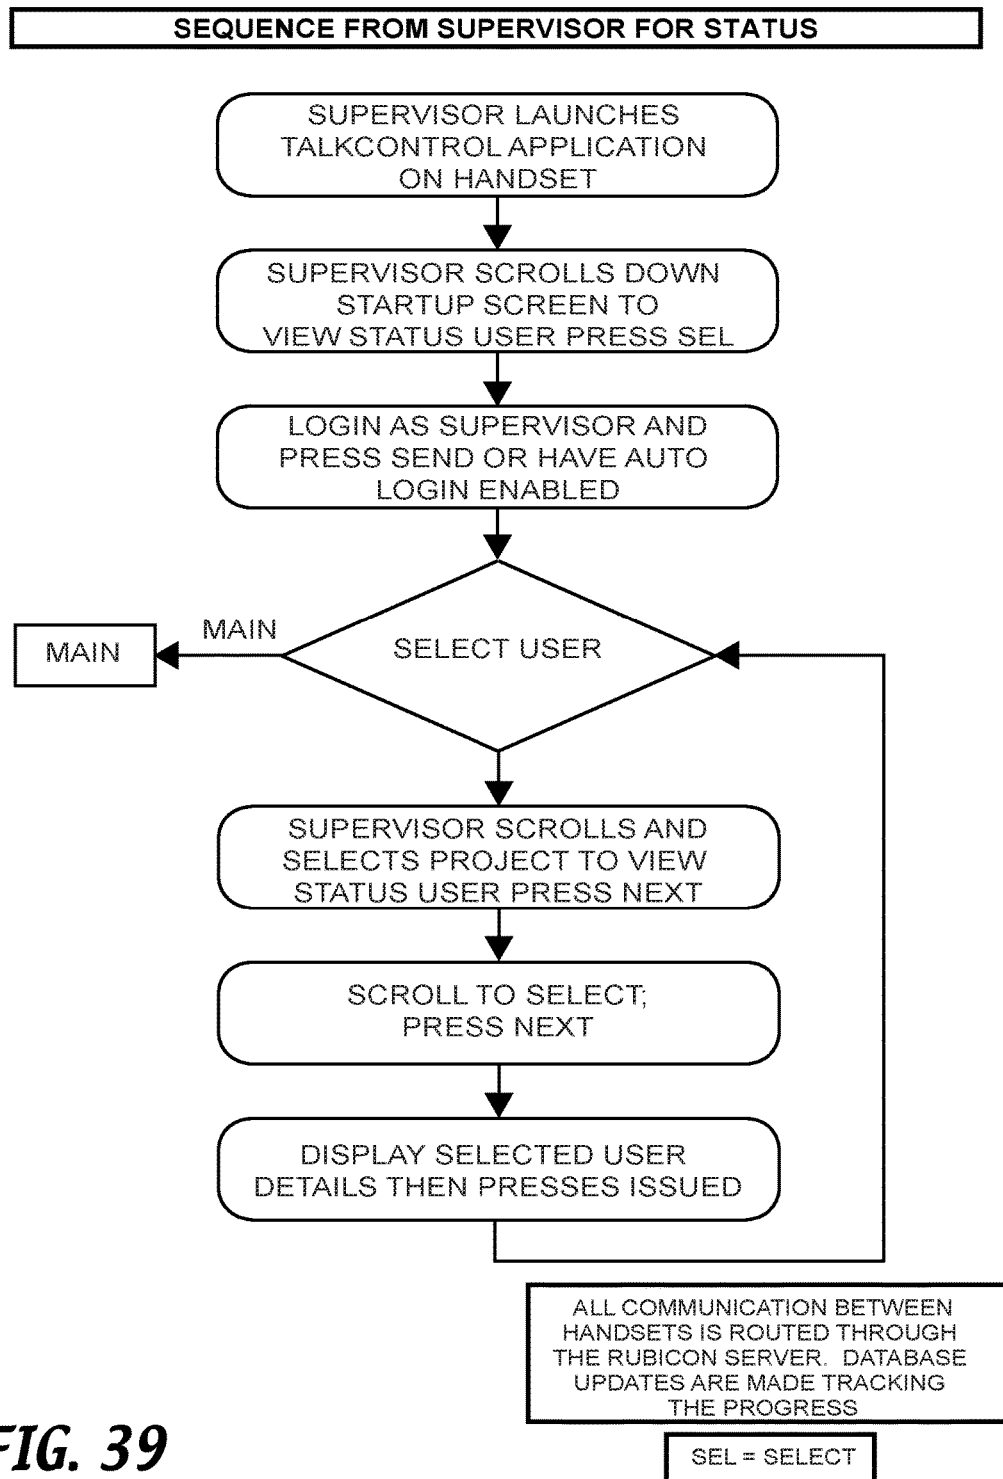 SEQUENCE FROM SUPERVISOR FOR STATUS
SUPERVISOR LAUNCHES
TALKCONTROL APPLICATION
ON HANDSET
SUPERVISOR SCROLLS DOWN
STARTUP SCREEN TO
VIEW STATUS USER PRESS SEL
LOGIN AS SUPERVISOR AND
PRESS SEND OR HAVE AUTO
LOGIN ENABLED
SELECT USER
MAIN
MAIN
SUPERVISOR SCROLLS AND
SELECTS PROJECT TO VIEW
STATUS USER PRESS NEXT
SCROLL TO SELECT;
PRESS NEXT
DISPLAY SELECTED USER
DETAILS THEN PRESSES ISSUED
ALL COMMUNICATION BETWEEN
HANDSETS IS ROUTED THROUGH
THE RUBICON SERVER. DATABASE
UPDATES ARE MADE TRACKING
THE PROGRESS
SEL = SELECT
FIG. 39